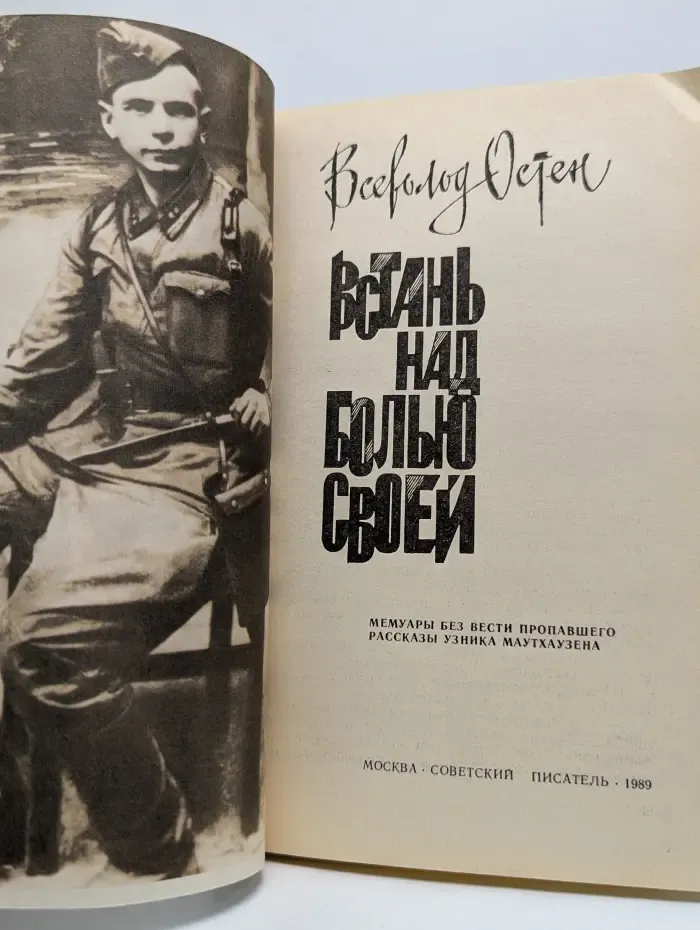 Всеволод Остен
ВСТАНЬ
НАД
БОЛЬЮ
СВОЕЙ
МЕМУАРЫ БЕЗ ВЕСТИ ПРОПАВШЕГО
РАССКАЗЫ УЗНИКА МАУТХАУЗЕНА
МОСКВА · СОВЕТСКИЙ ПИСАТЕЛЬ · 1989